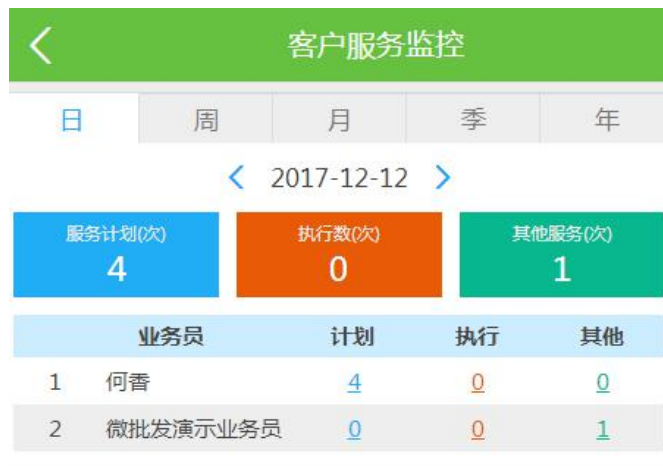 客户服务监控
日 周 月 季 年
2017-12-12
服务计划(次) 执行数(次) 其他服务(次)
4 0 1
业务员 计划 执行 其他
1 何香 4 0 0
2 微批发演示业务员 0 0 1